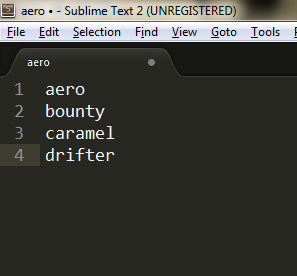 aero • - Sublime Text 2 (UNREGISTERED)
File Edit Selection Find View Goto Tools
aero
1 aero
2 bounty
3 caramel
4 drifter